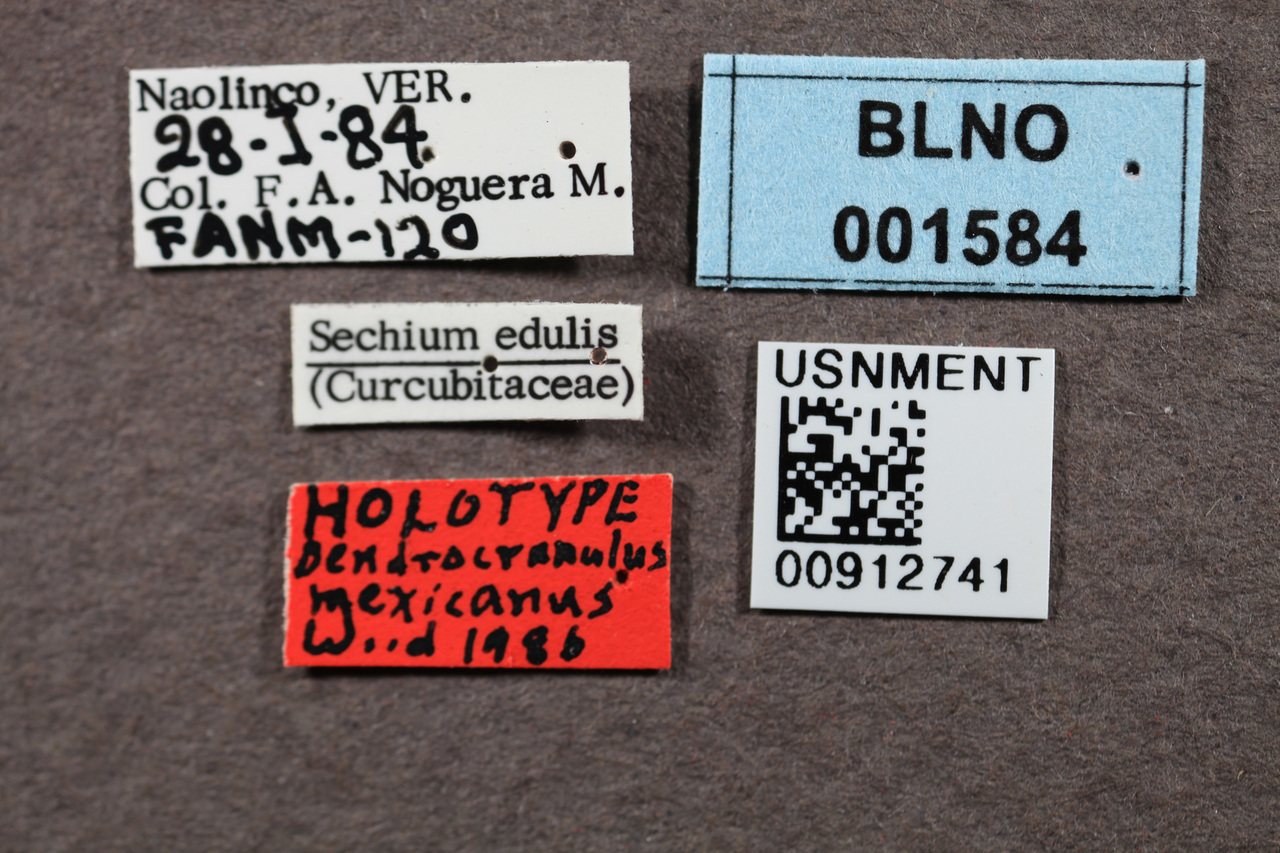 Naolinco, VER.
28-I-84
Col. F.A. Noguera M.
FANM-120
BLNO
001584
Sechium edulis
(Curcubitaceae)
USNMENT
00912741
HOLOTYPE
Dendrocranulus
mexicanus
Wood 1986